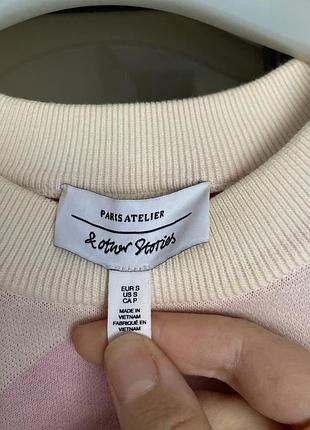 PARIS ATELIER
& other Stories
EUR S
US S
CA P
MADE IN
VIETNAM
FABRIQUÉ EN
VIETNAM